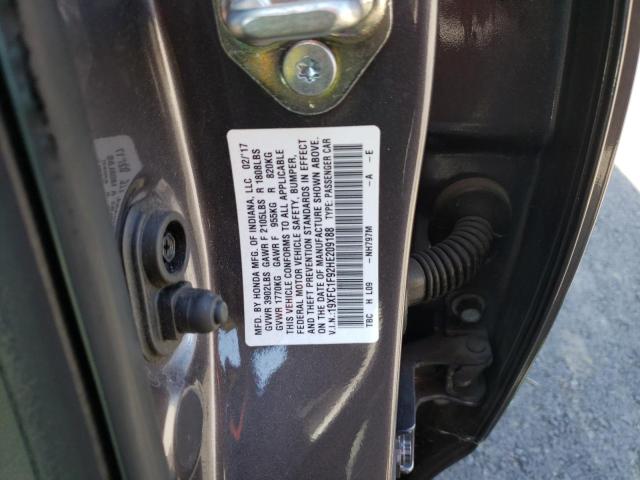 MFD. BY HONDA MFG. OF INDIANA, LLC 02/'17
GVWR 3902LBS GAWR F 2105LBS R 1808LBS
GVWR 1770KG GAWR F 955KG R 820KG
THIS VEHICLE CONFORMS TO ALL APPLICABLE
FEDERAL MOTOR VEHICLE SAFETY, BUMPER,
AND THEFT PREVENTION STANDARDS IN EFFECT
ON THE DATE OF MANUFACTURE SHOWN ABOVE.
V.I.N.:19XFC1F92HE209188 TYPE: PASSENGER CAR
TBC H L09 -NH797M -A -E